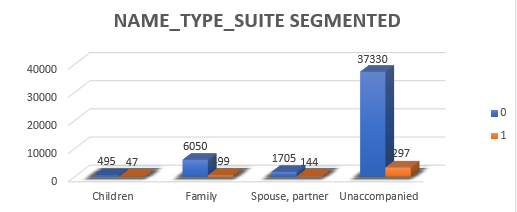 NAME_TYPE_SUITE SEGMENTED
40000
30000
20000
10000
0
495 47
6050
1705 144
37330
Children
Family
Spouse, partner
Unaccompanied
0
1